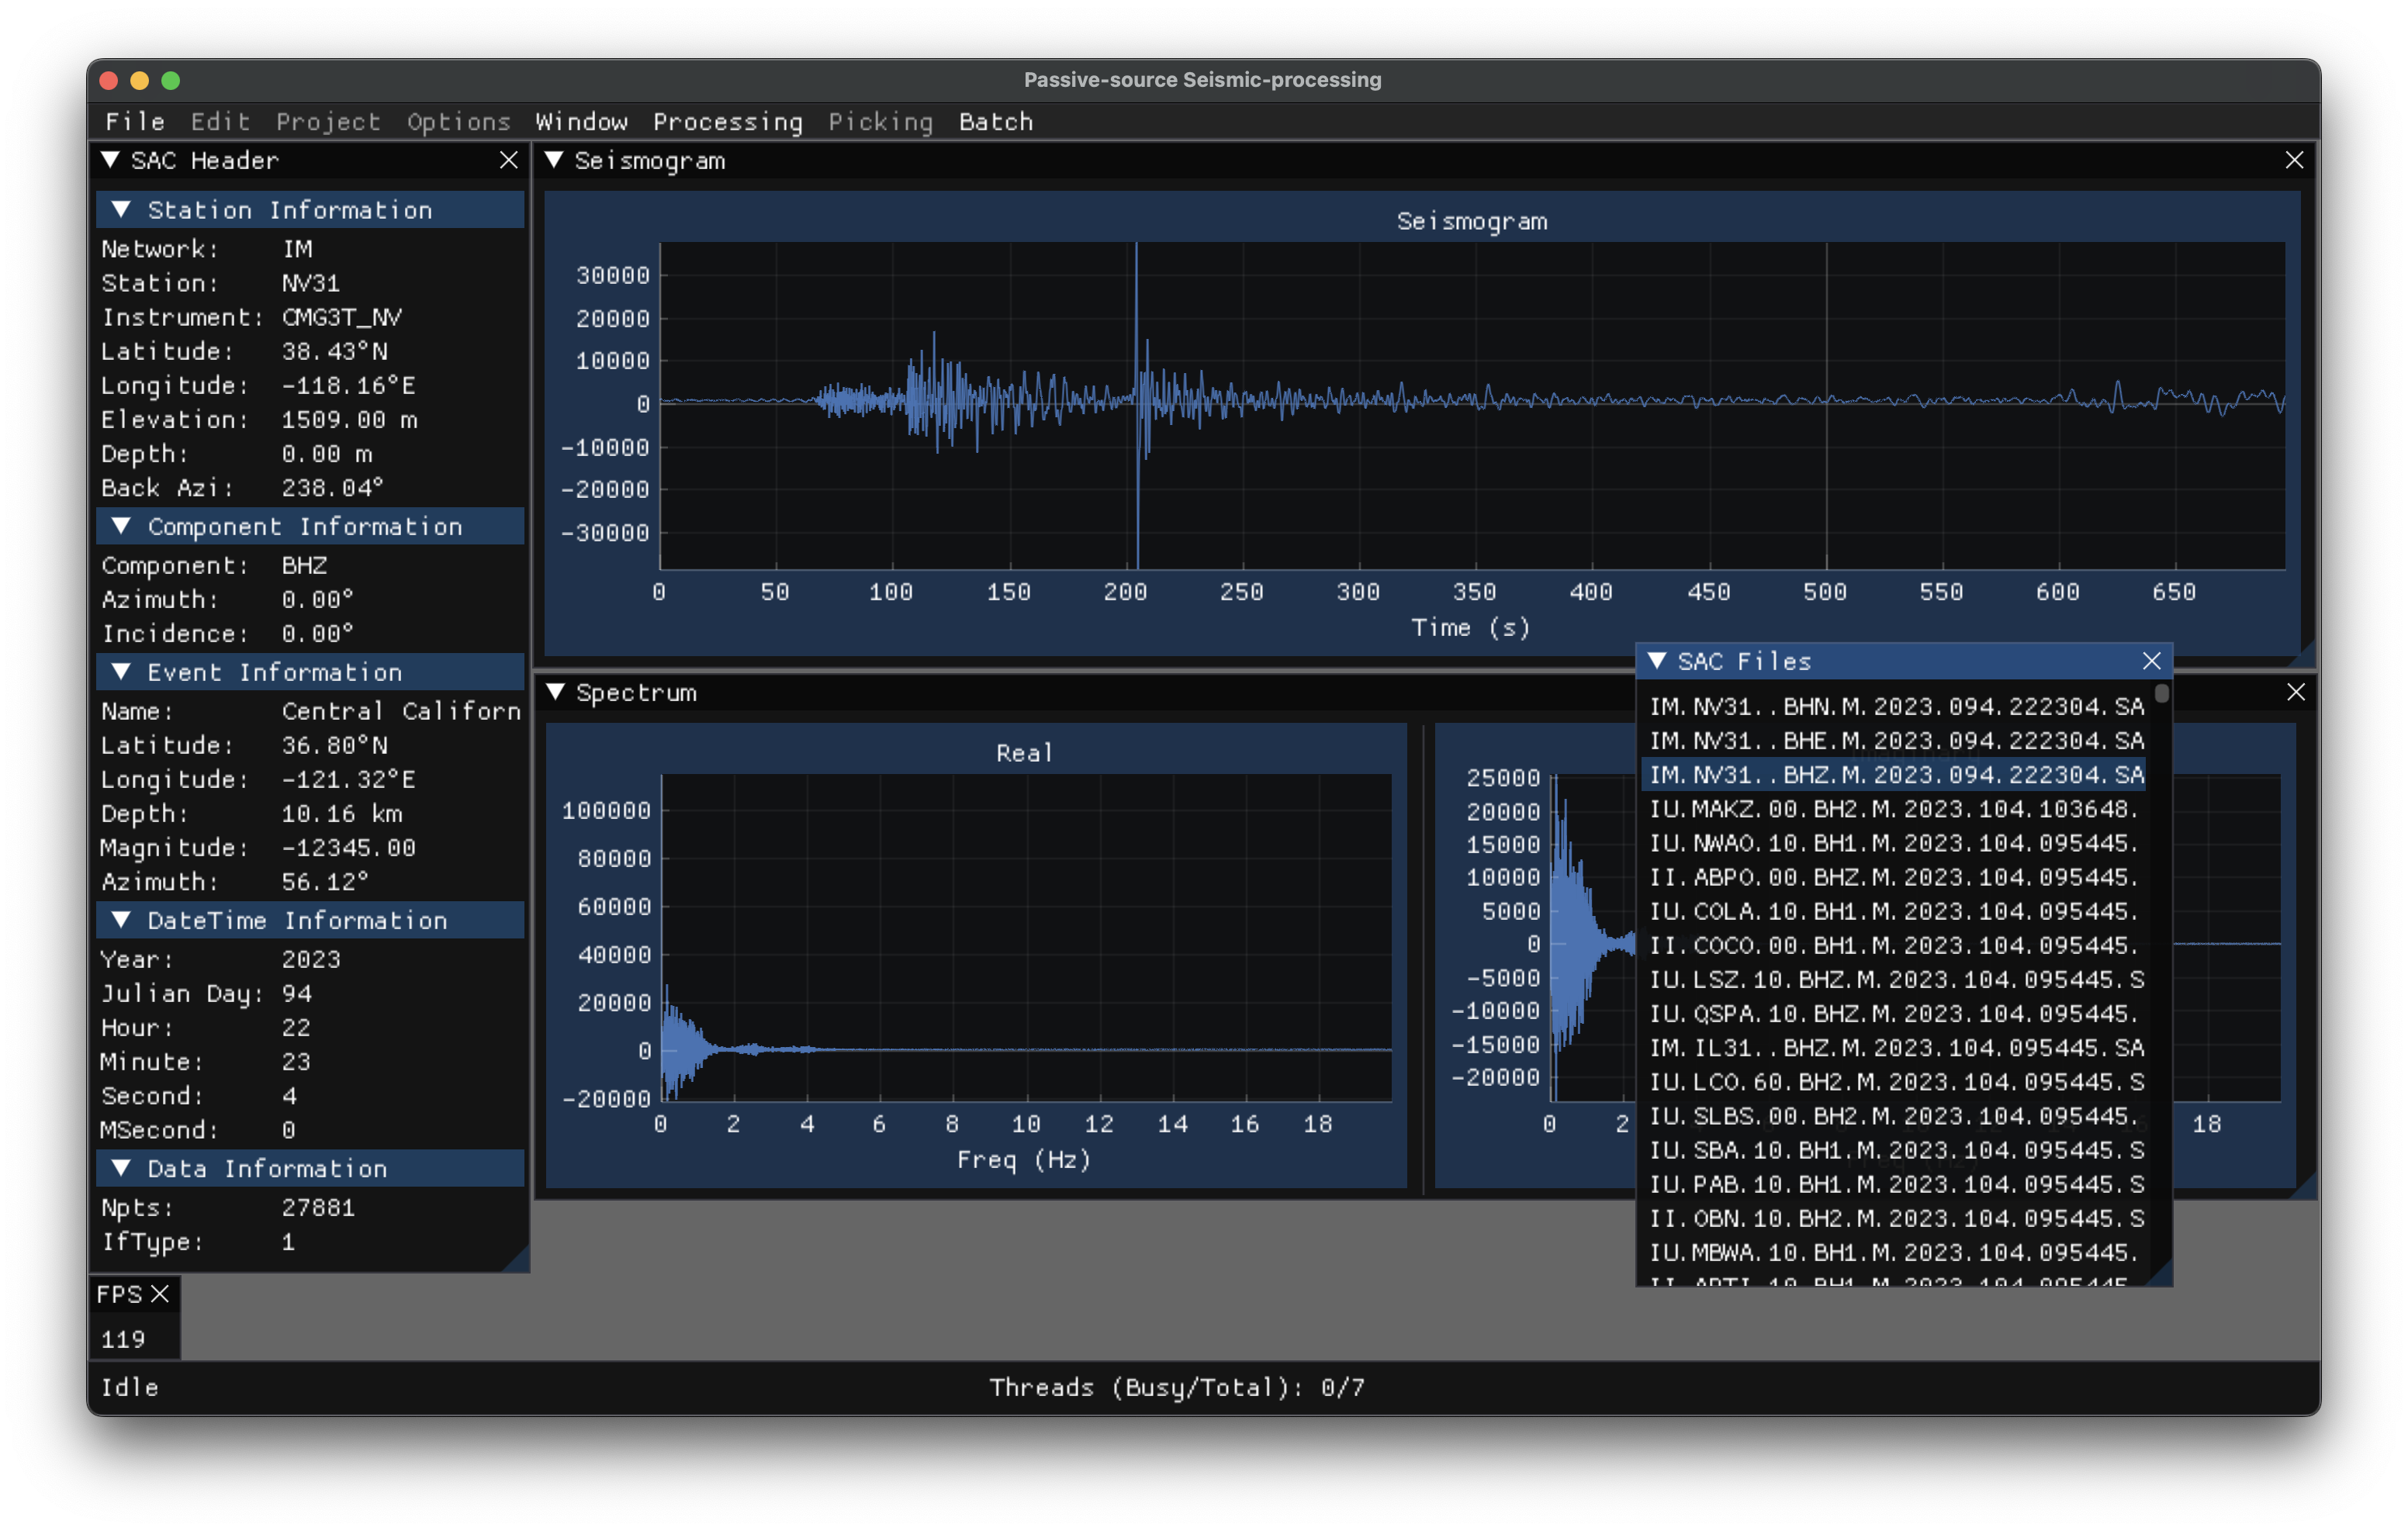 Passive-source Seismic-processing
File Edit Project Options Window Processing Picking Batch
SAC Header
Station Information
Network: IM
Station: NV31
Instrument: CMG3T_NV
Latitude: 38.43°N
Longitude: -118.16°E
Elevation: 1509.00 m
Depth: 0.00 m
Back Azi: 238.04°
Component Information
Component: BHZ
Azimuth: 0.00°
Incidence: 0.00°
Event Information
Name: Central Californ
Latitude: 36.80°N
Longitude: -121.32°E
Depth: 10.16 km
Magnitude: -12345.00
Azimuth: 56.12°
DateTime Information
Year: 2023
Julian Day: 94
Hour: 22
Minute: 23
Second: 4
MSecond: 0
Data Information
Npts: 27881
IfType: 1
FPS
119
Seismogram
Seismogram
30000
20000
10000
0
-10000
-20000
-30000
0 50 100 150 200 250 300 350 400 450 500 550 600 650
Time (s)
Spectrum
Real
100000
80000
60000
40000
20000
0
-20000
0 2 4 6 8 10 12 14 16 18
Freq (Hz)
25000
20000
15000
10000
5000
0
-5000
-10000
-15000
-20000
0 2 16 18
SAC Files
IM.NV31..BHN.M.2023.094.222304.SA
IM.NV31..BHE.M.2023.094.222304.SA
IM.NV31..BHZ.M.2023.094.222304.SA
IU.MAKZ.00.BH2.M.2023.104.103648.
IU.NWAO.10.BH1.M.2023.104.095445.
II.ABPO.00.BHZ.M.2023.104.095445.
IU.COLA.10.BH1.M.2023.104.095445.
II.COCO.00.BH1.M.2023.104.095445.
IU.LSZ.10.BHZ.M.2023.104.095445.S
IU.QSPA.10.BHZ.M.2023.104.095445.
IM.IL31..BHZ.M.2023.104.095445.SA
IU.LCO.60.BH2.M.2023.104.095445.S
IU.SLBS.00.BH2.M.2023.104.095445.
IU.SBA.10.BH1.M.2023.104.095445.S
IU.PAB.10.BH1.M.2023.104.095445.S
II.OBN.10.BH2.M.2023.104.095445.S
IU.MBWA.10.BH1.M.2023.104.095445.
Idle
Threads (Busy/Total): 0/7